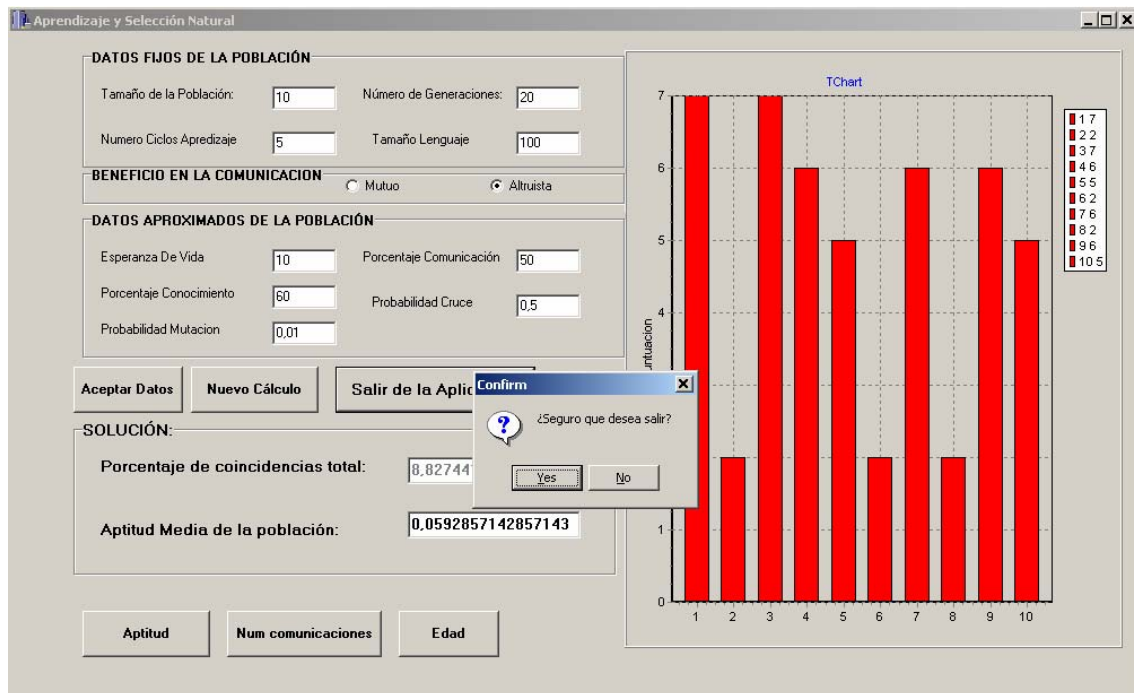 Aprendizaje y Selección Natural
DATOS FIJOS DE LA POBLACIÓN
Tamaño de la Población: 10 Número de Generaciones: 20
Numero Ciclos Apredizaje 5 Tamaño Lenguaje 100
BENEFICIO EN LA COMUNICACION Mutuo Altruista
DATOS APROXIMADOS DE LA POBLACIÓN
Esperanza De Vida 10 Porcentaje Comunicación 50
Porcentaje Conocimiento 60 Probabilidad Cruce 0,5
Probabilidad Mutacion 0,01
Aceptar Datos Nuevo Cálculo Salir de la Aplic
Confirm
¿Seguro que desea salir?
Yes No
SOLUCIÓN:
Porcentaje de coincidencias total: 8,8274
Aptitud Media de la población: 0,0592857142857143
Aptitud Num comunicaciones Edad
TChart
7
6
5
4
1
0
1 2 3 4 5 6 7 8 9 10
untuacion
1 7
2 2
3 7
4 6
5 5
6 2
7 6
8 2
9 6
10 5